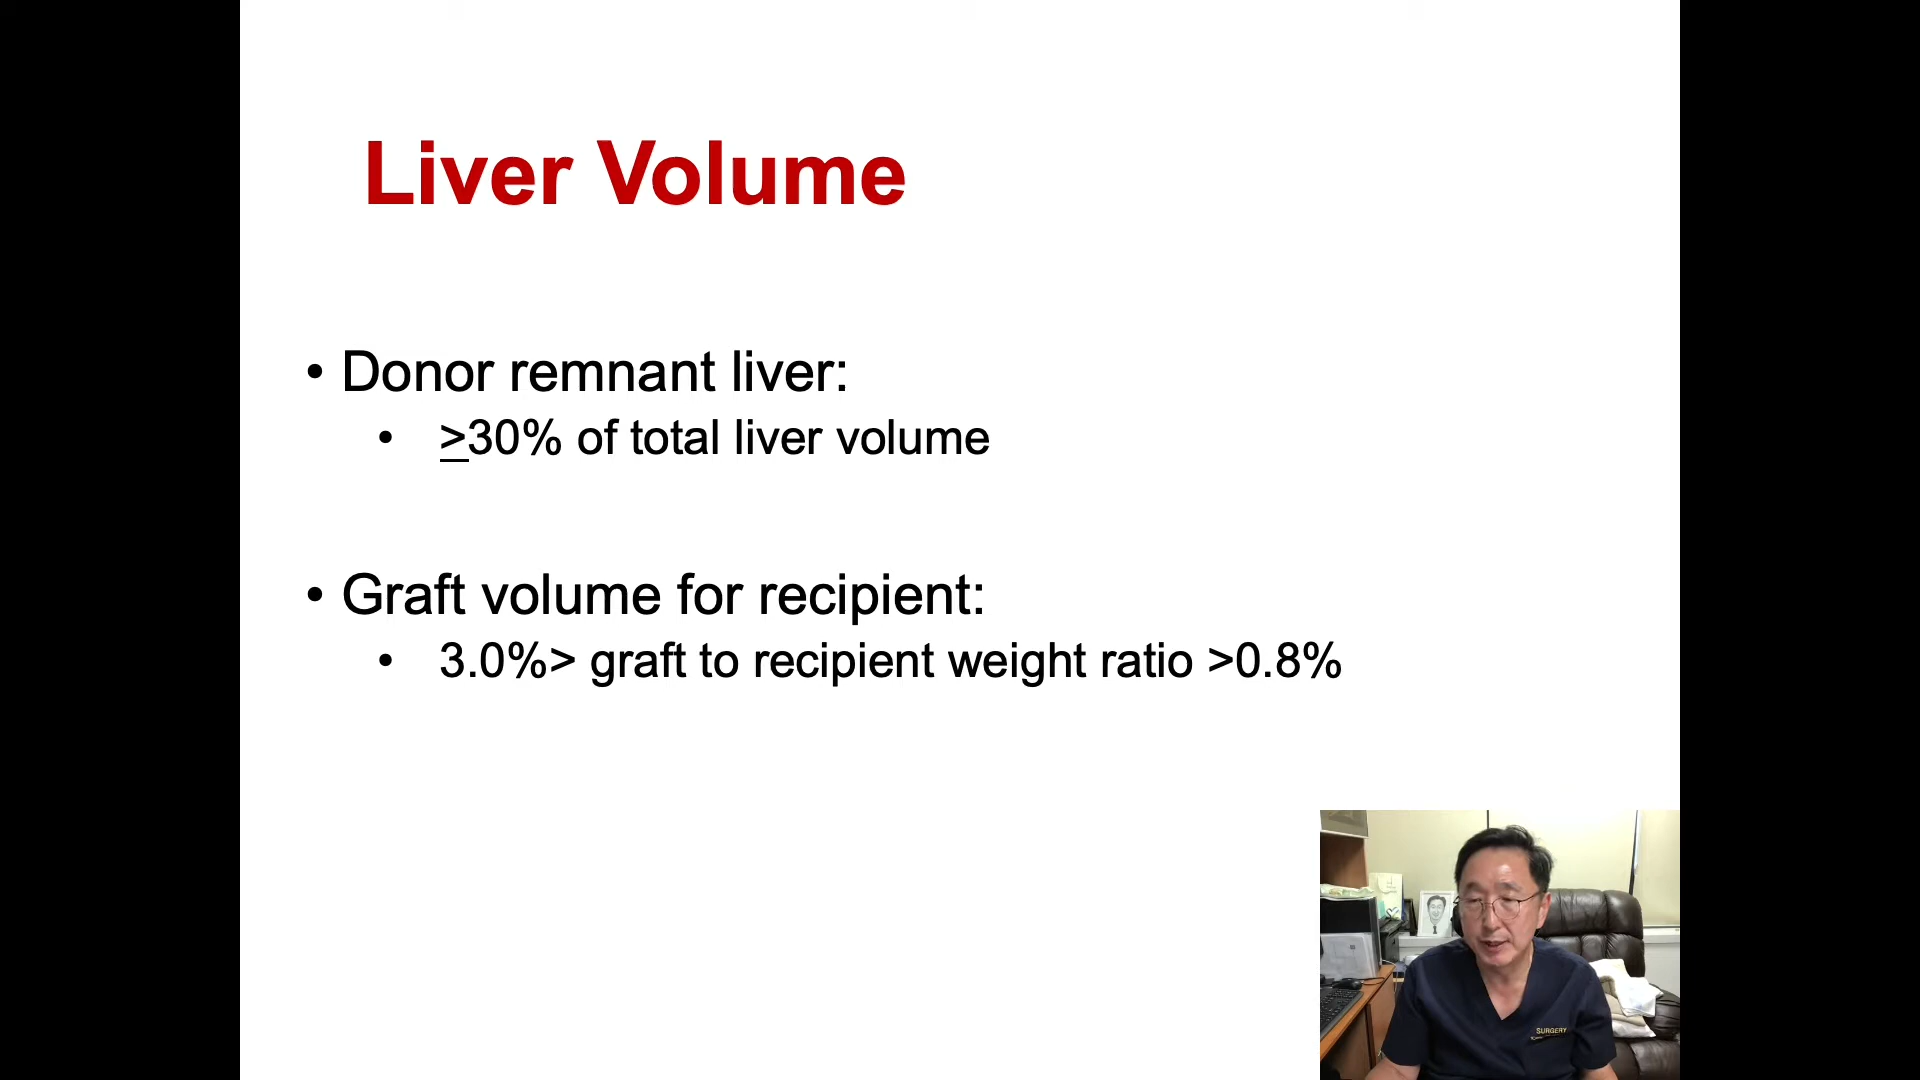 Liver Volume
• Donor remnant liver:
• >30% of total liver volume
• Graft volume for recipient:
• 3.0%> graft to recipient weight ratio >0.8%
SURGERY